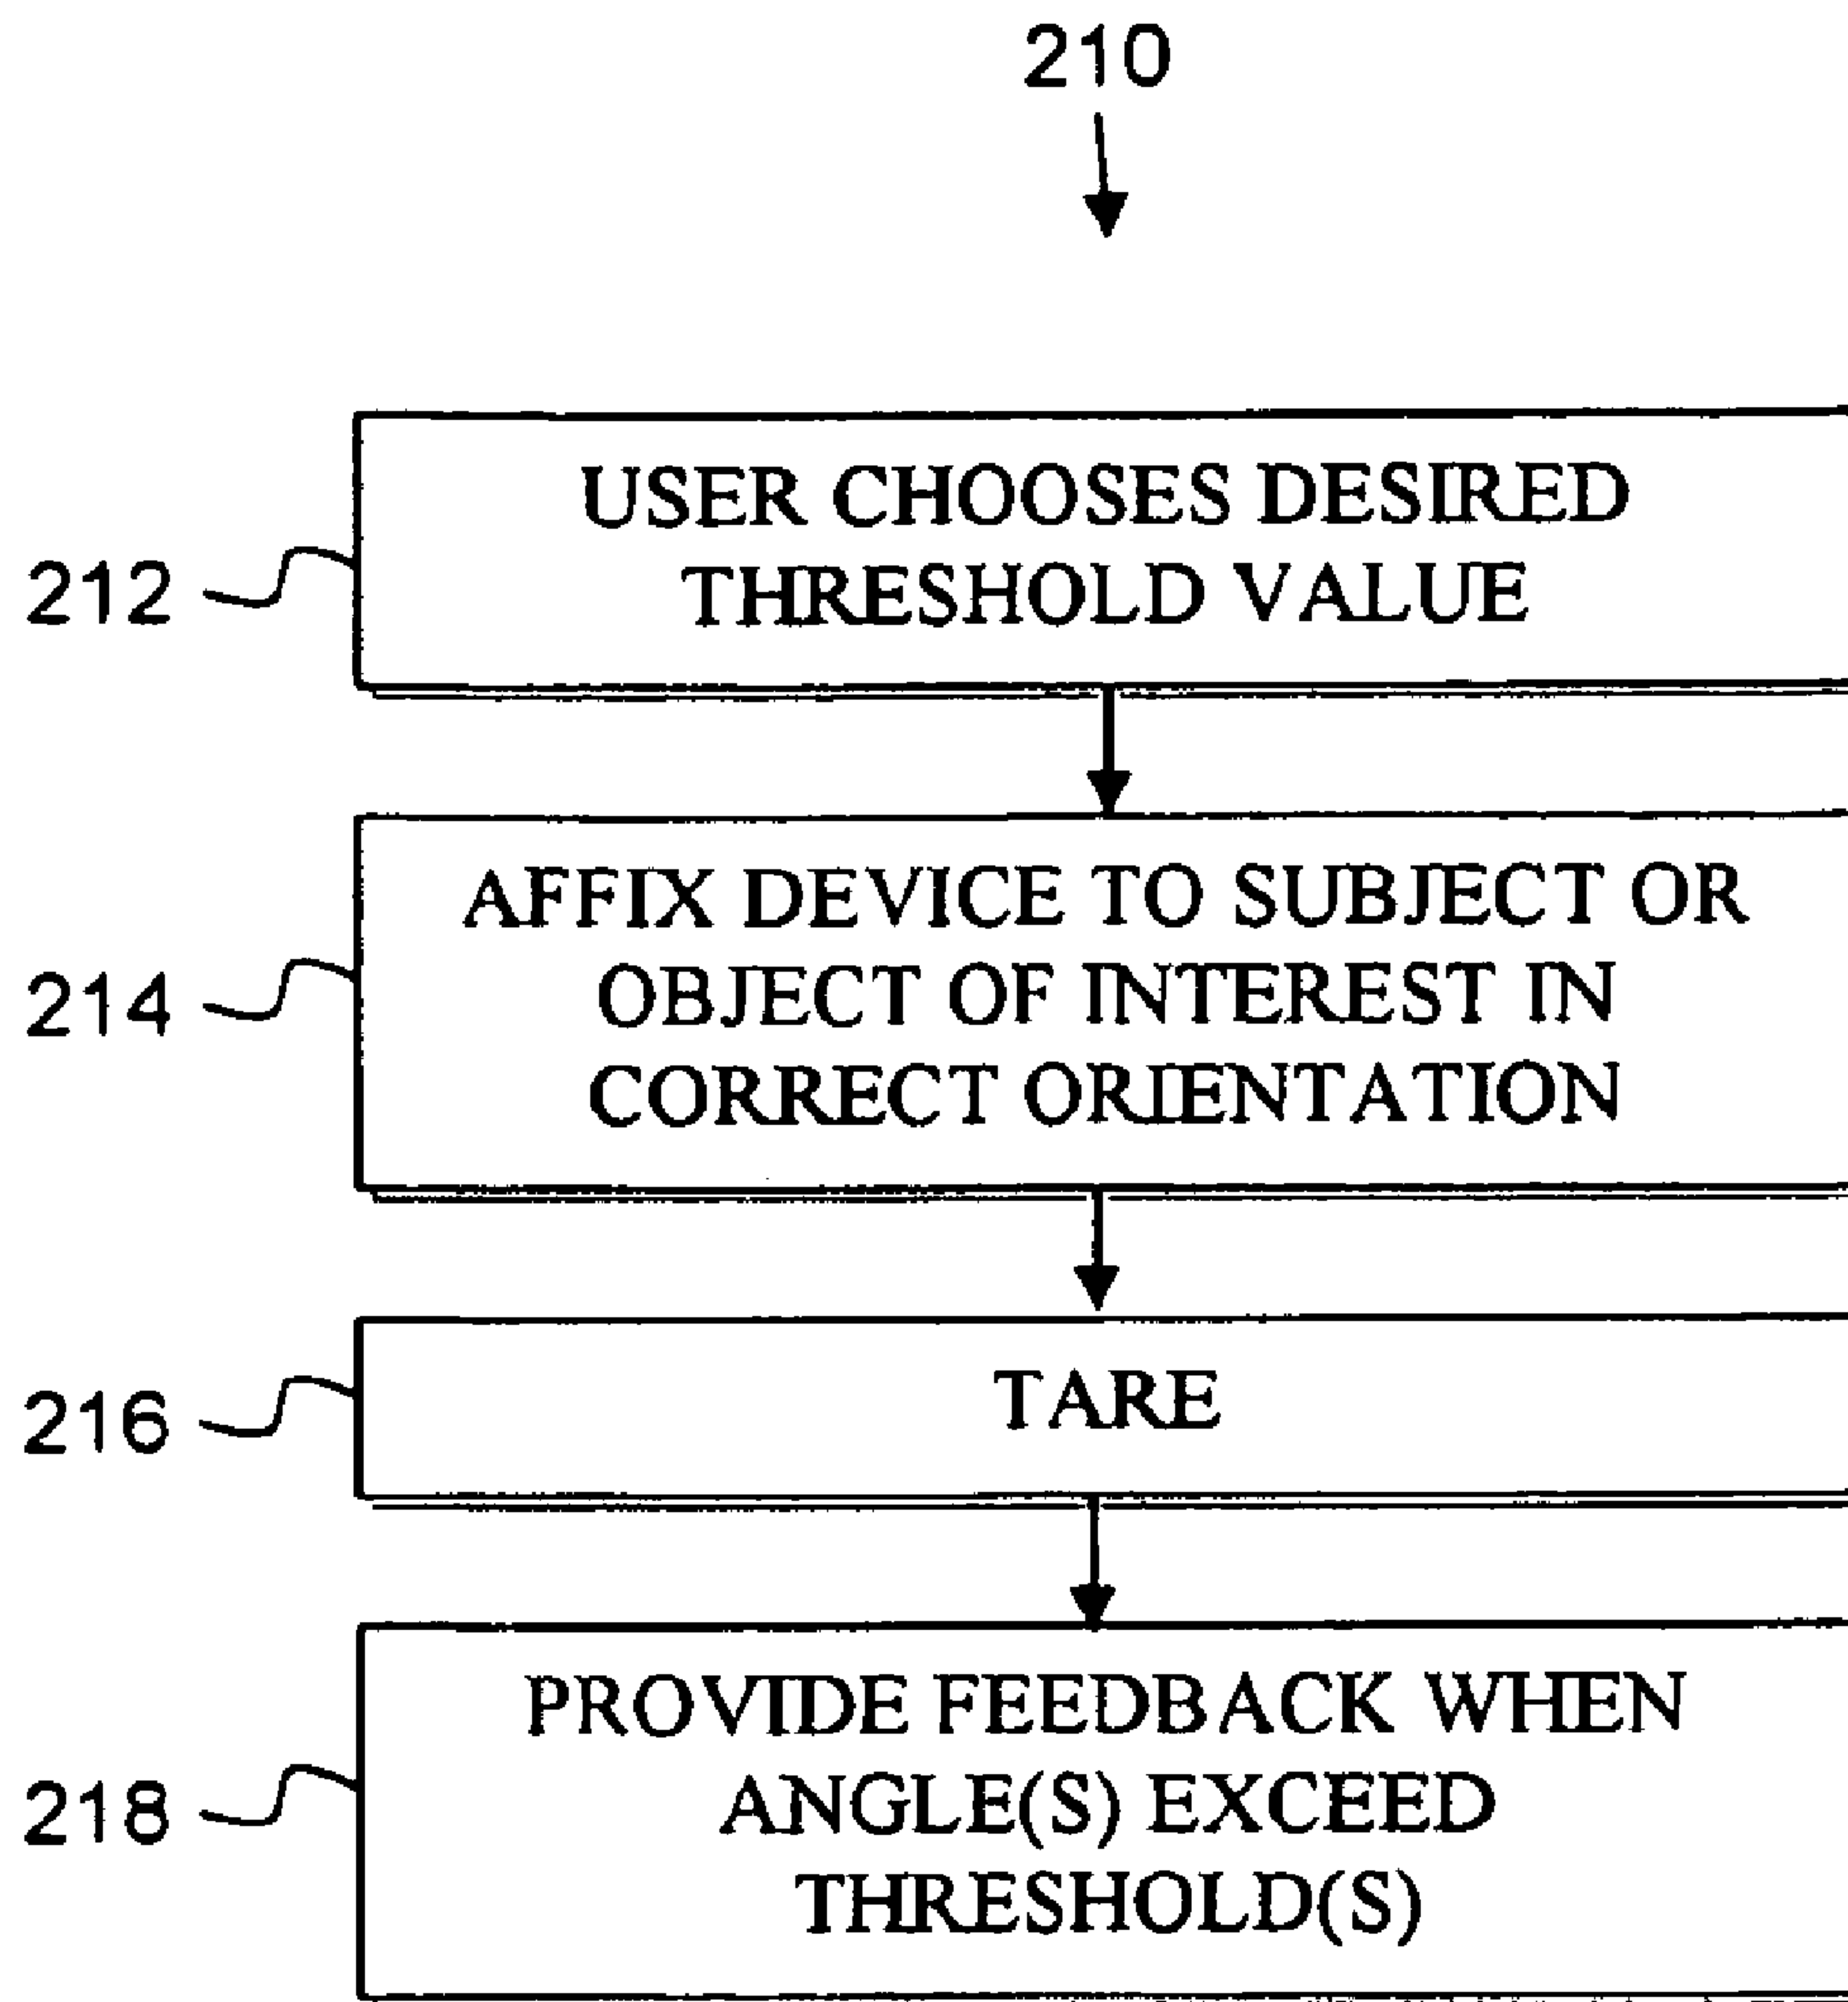 210
212
USER CHOOSES DESIRED
THRESHOLD VALUE
214
AFFIX DEVICE TO SUBJECT OR
OBJECT OF INTEREST IN
CORRECT ORIENTATION
216
TARE
218
PROVIDE FEEDBACK WHEN
ANGLE(S) EXCEED
THRESHOLD(S)